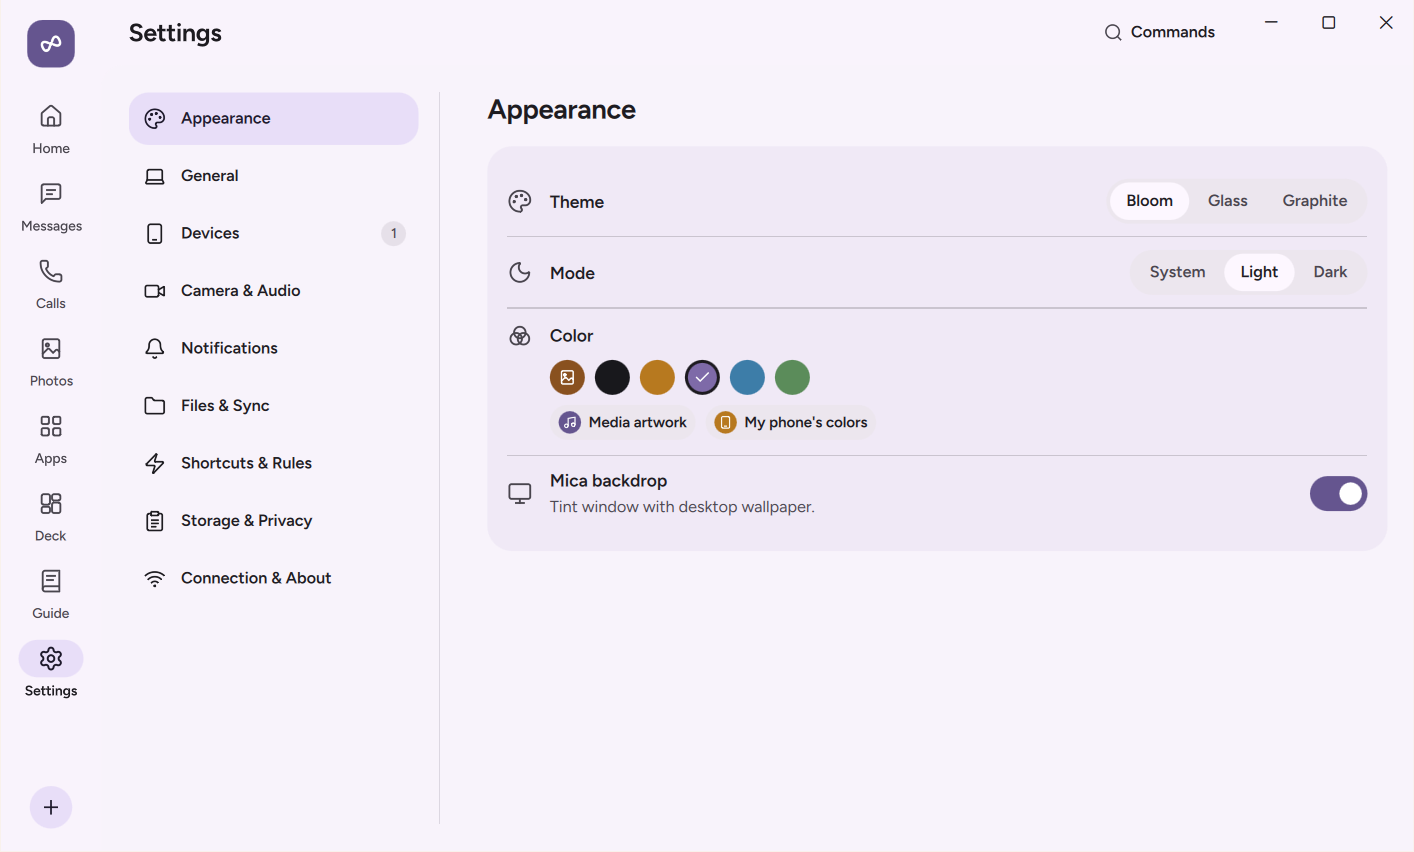 Settings
Commands
Home
Messages
Calls
Photos
Apps
Deck
Guide
Settings
Appearance
General
Devices
1
Camera & Audio
Notifications
Files & Sync
Shortcuts & Rules
Storage & Privacy
Connection & About
Appearance
Theme
Bloom Glass Graphite
Mode
System Light Dark
Color
Media artwork My phone's colors
Mica backdrop
Tint window with desktop wallpaper.